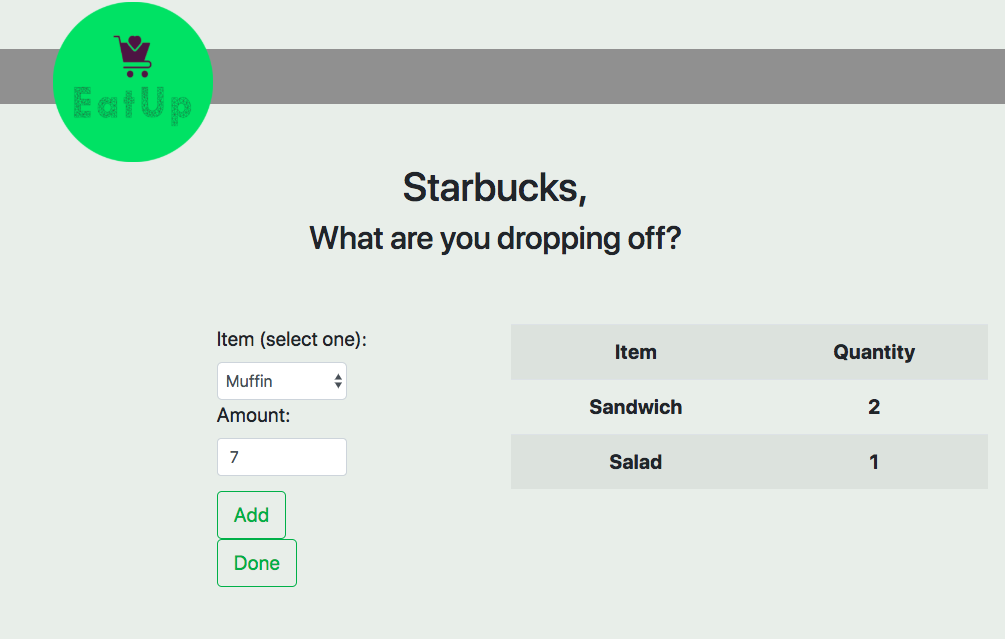 EatUp
Starbucks,
What are you dropping off?
Item (select one):
Muffin
Amount:
7
Add
Done
Item Quantity
Sandwich 2
Salad 1